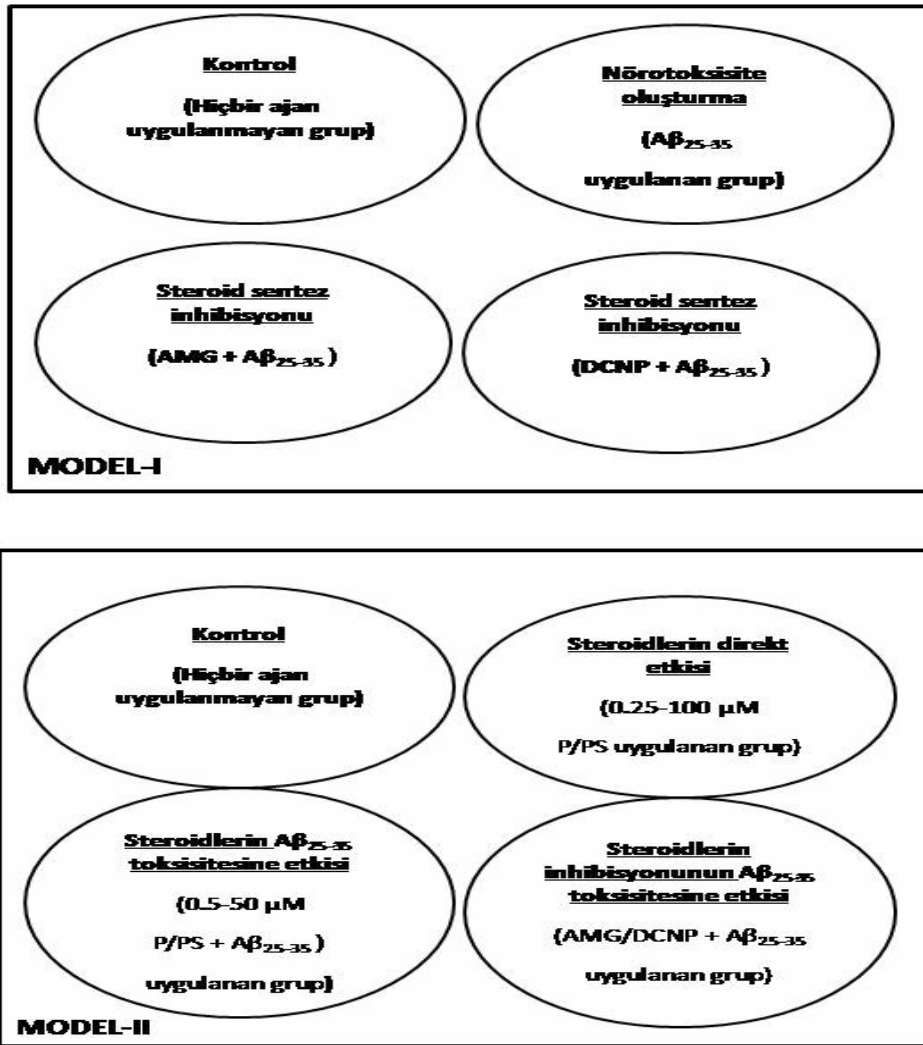 Kontrol
(Hiçbir ajan
uygulanmayan grup)
Nörotoksisite
oluşturma
(Aβ25-35
uygulanan grup)
Steroid sentez
inhibisyonu
(AMG + Aβ25-35 )
Steroid sentez
inhibisyonu
(DCNP + Aβ25-35 )
MODEL-I
Kontrol
(Hiçbir ajan
uygulanmayan grup)
Steroidlerin direkt
etkisi
(0.25-100 µM
P/PS uygulanan grup)
Steroidlerin Aβ25-35
toksisitesine etkisi
(0.5-50 µM
P/PS + Aβ25-35 )
uygulanan grup)
Steroidlerin
inhibisyonunun Aβ25-35
toksisitesine etkisi
(AMG/DCNP + Aβ25-35
uygulanan grup)
MODEL-II